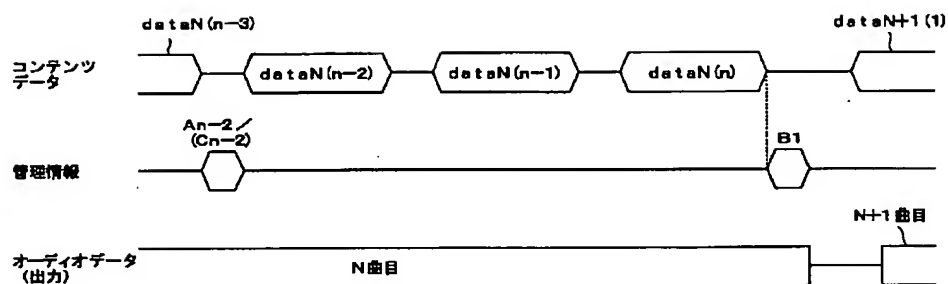 dataN(n-3)
dataN+1(1)
コンテンツ
データ
dataN(n-2)
dataN(n-1)
dataN(n)
An-2/
(Cn-2)
B1
管理情報
N+1曲目
オーディオデータ
(出力)
N曲目